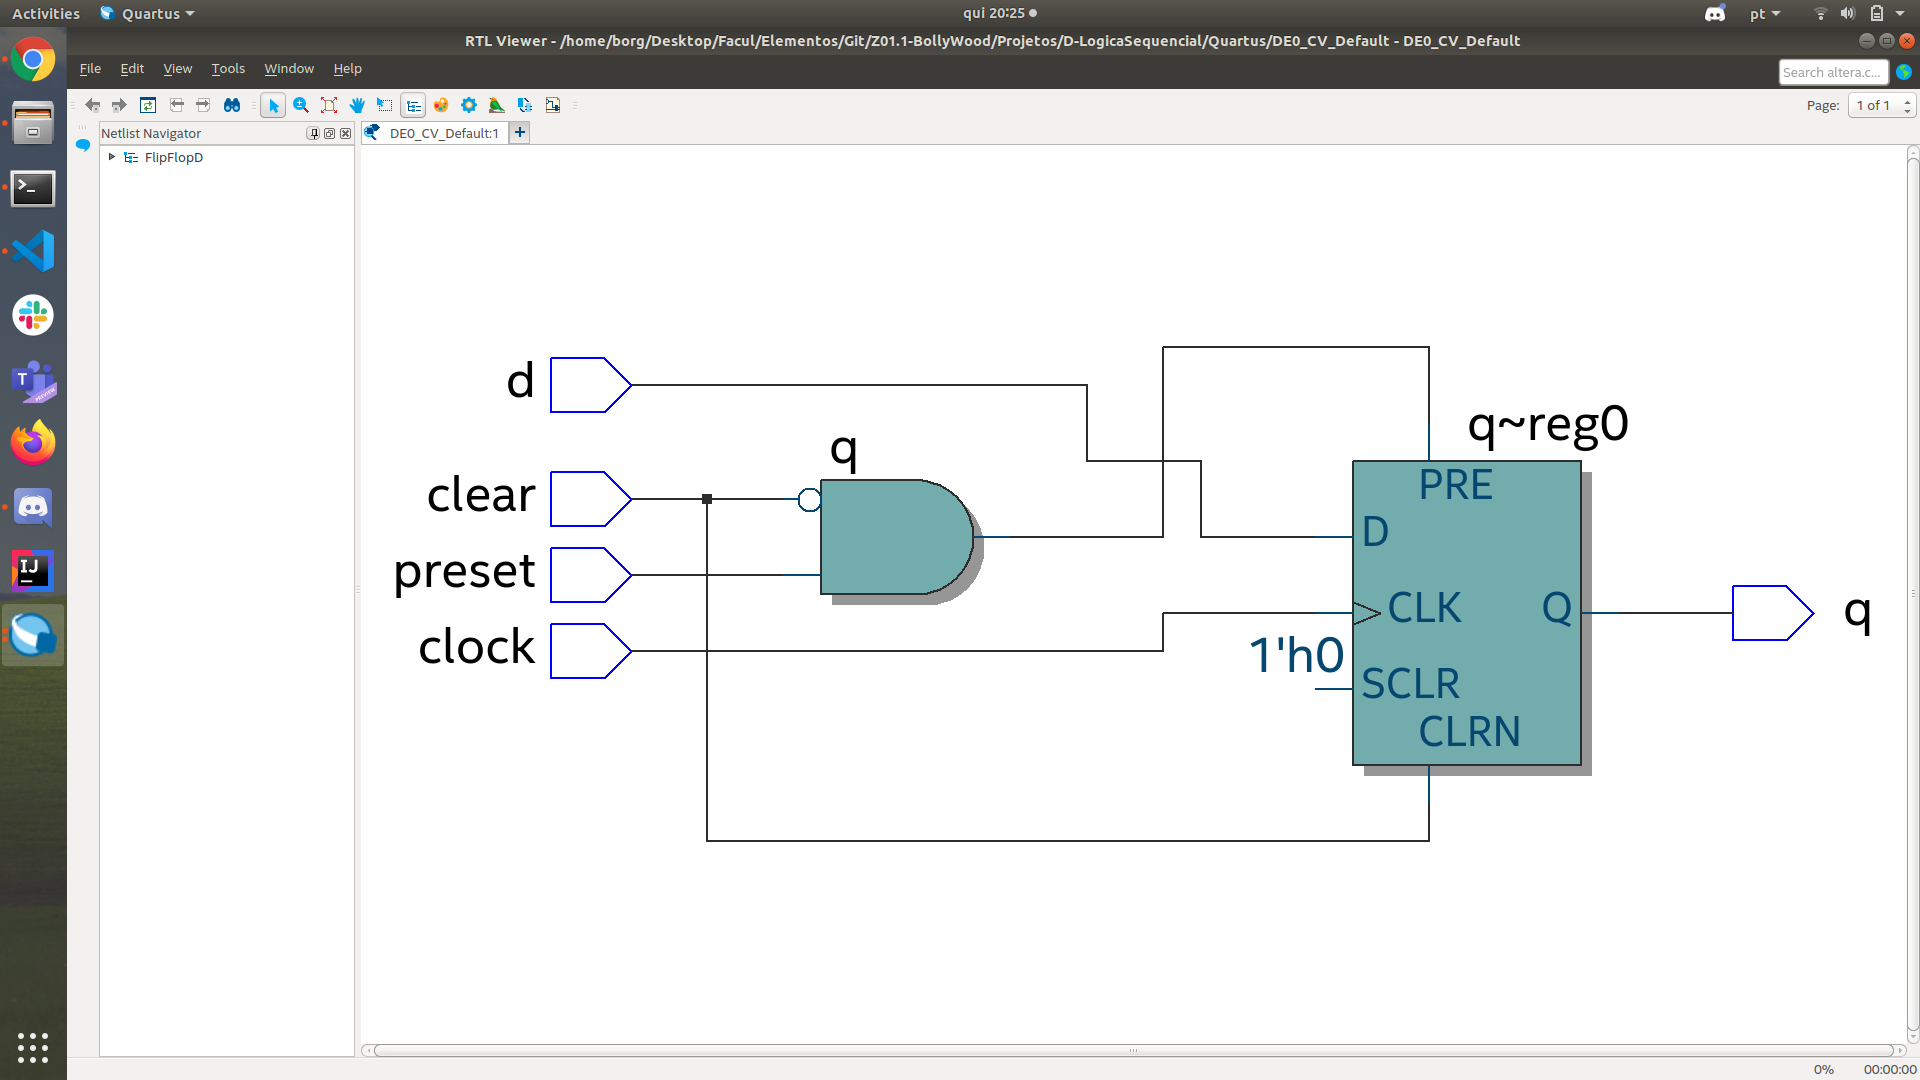 Activities
Quartus
qui 20:25
pt
RTL Viewer - /home/borg/Desktop/Facul/Elementos/Git/Z01.1-BollyWood/Projetos/D-LogicaSequencial/Quartus/DE0_CV_Default - DE0_CV_Default
File Edit View Tools Window Help
Search altera.c...
Page: 1 of 1
Netlist Navigator
DE0_CV_Default:1
FlipFlopD
d
q~reg0
q
PRE
clear
D
preset
CLK
Q
q
clock
1'h0
SCLR
CLRN
0%
00:00:00